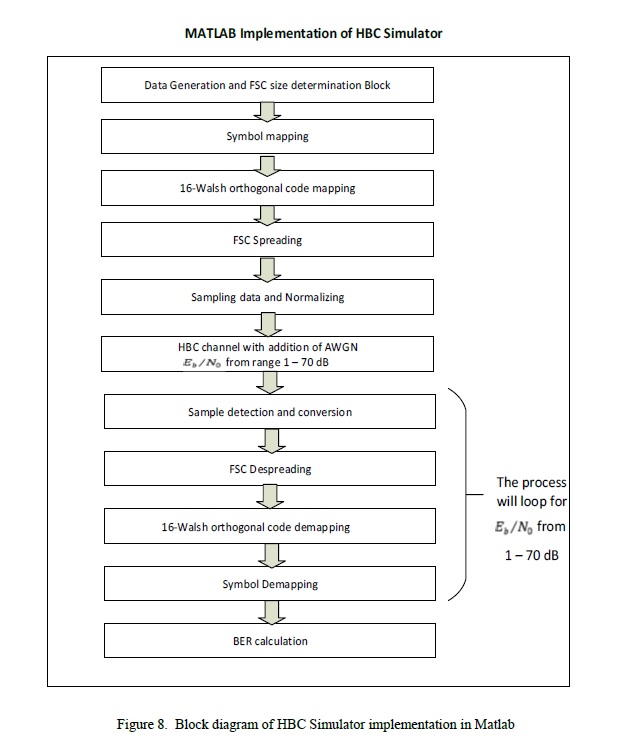 MATLAB Implementation of HBC Simulator
Data Generation and FSC size determination Block
Symbol mapping
16-Walsh orthogonal code mapping
FSC Spreading
Sampling data and Normalizing
HBC channel with addition of AWGN
E_b/N_0 from range 1 – 70 dB
Sample detection and conversion
FSC Despreading
16-Walsh orthogonal code demapping
Symbol Demapping
BER calculation
The process
will loop for
E_b/N_0 from
1 – 70 dB
Figure 8. Block diagram of HBC Simulator implementation in Matlab